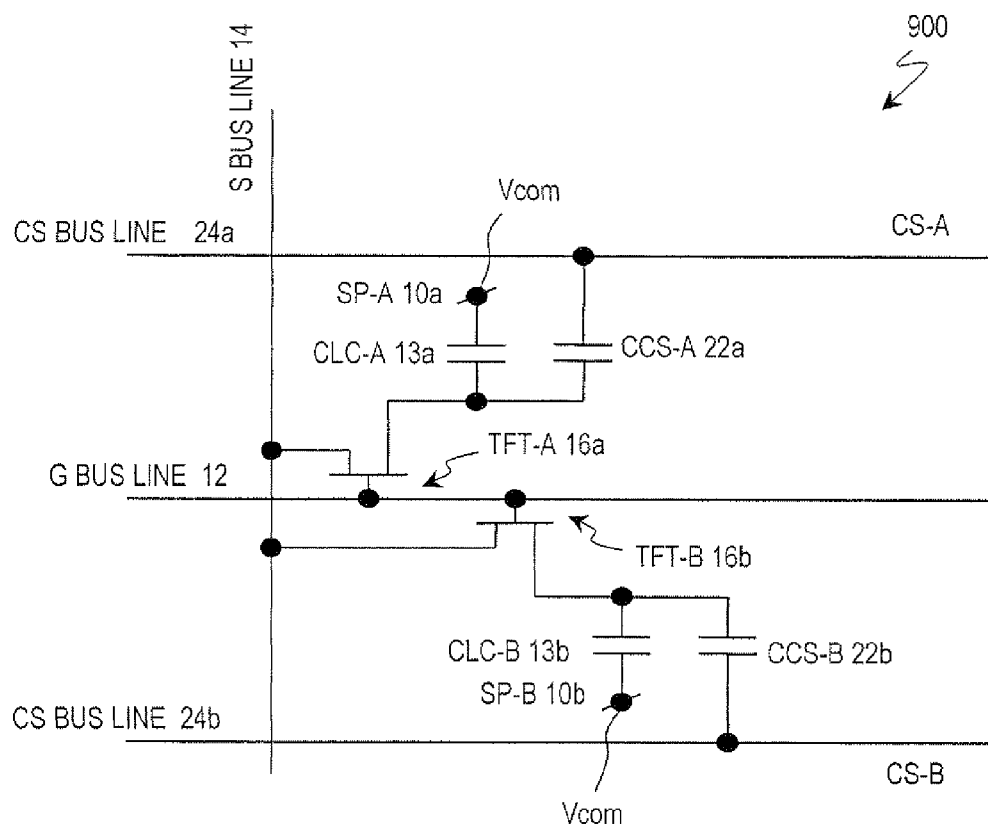 900
S BUS LINE 14
Vcom
CS BUS LINE 24a
CS-A
SP-A 10a
CLC-A 13a
CCS-A 22a
TFT-A 16a
G BUS LINE 12
TFT-B 16b
CLC-B 13b
CCS-B 22b
SP-B 10b
CS BUS LINE 24b
CS-B
Vcom